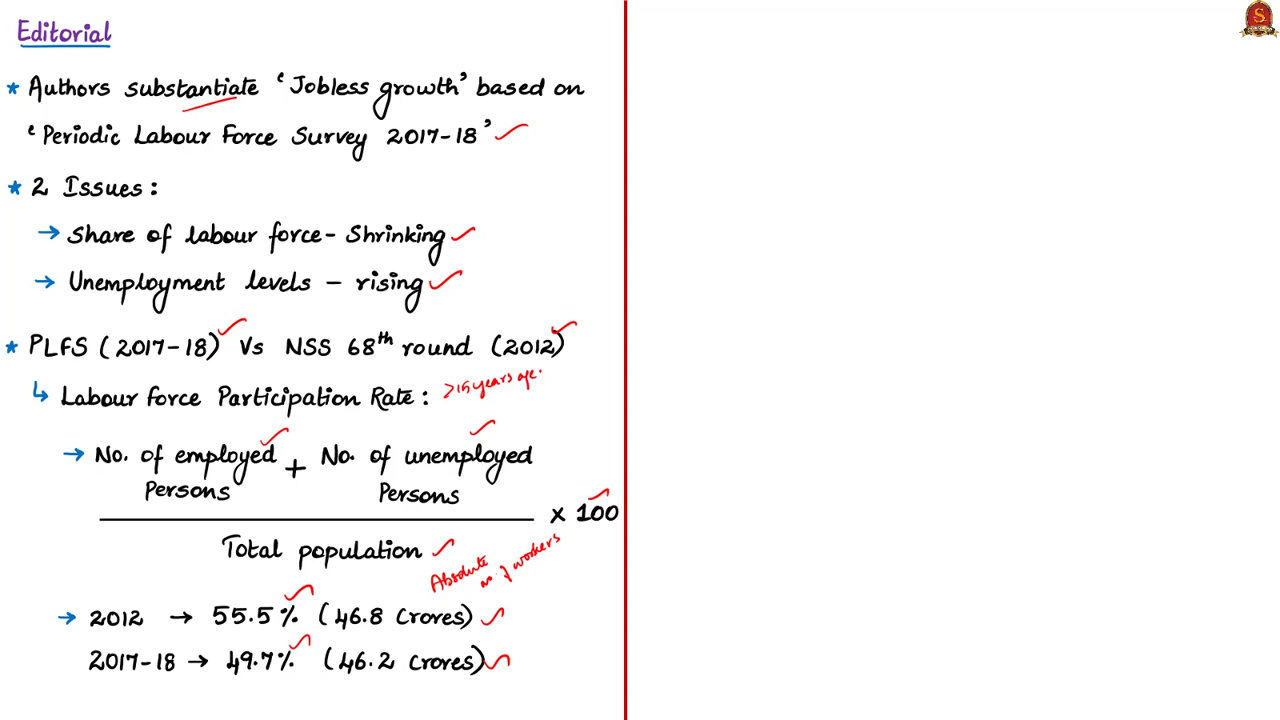 Editorial
* Authors substantiate 'Jobless growth' based on
'Periodic Labour Force Survey 2017-18'
* 2 Issues:
→ Share of labour force - Shrinking
→ Unemployment levels - rising
* PLFS (2017-18) Vs NSS 68th round (2012)
↳ Labour force Participation Rate: >15 years age.
→ No. of employed + No. of unemployed
Persons Persons
x 100
Total population
Absolute
no. of workers
→ 2012 → 55.5% (46.8 crores)
2017-18 → 49.7% (46.2 crores)
S